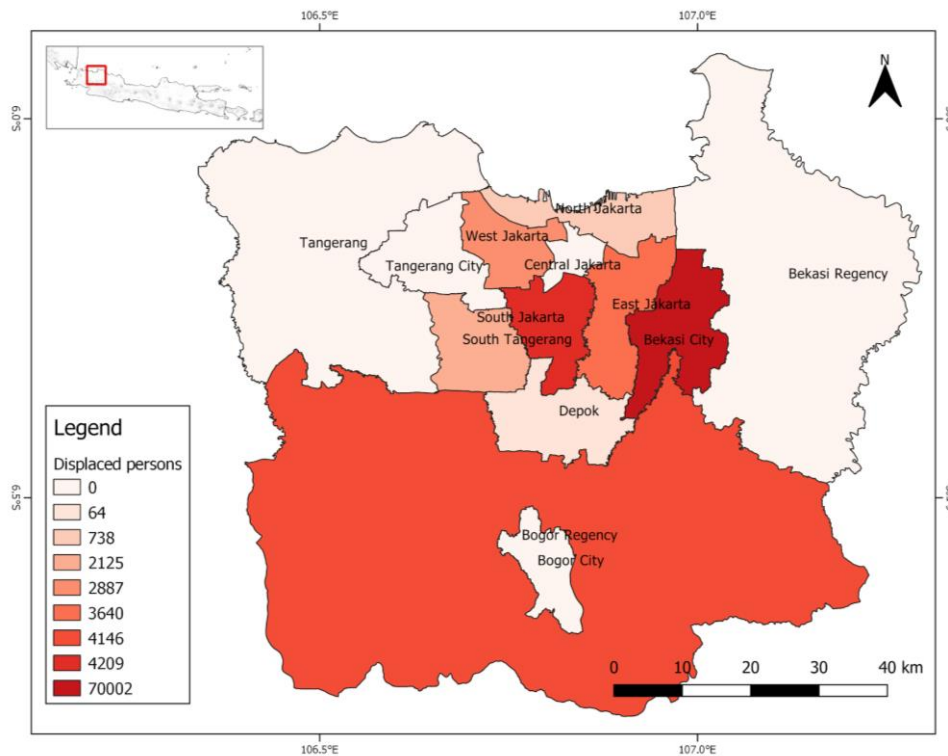 106.5°E 107.0°E
N
6°0'S
North Jakarta
West Jakarta
Tangerang
Central Jakarta
Tangerang City
Bekasi Regency
East Jakarta
South Jakarta
South Tangerang
Bekasi City
Depok
Legend
Displaced persons
0
64
738
2125
2887
3640
4146
4209
70002
6°5'S
Bogor Regency
Bogor City
0 10 20 30 40 km
106.5°E 107.0°E